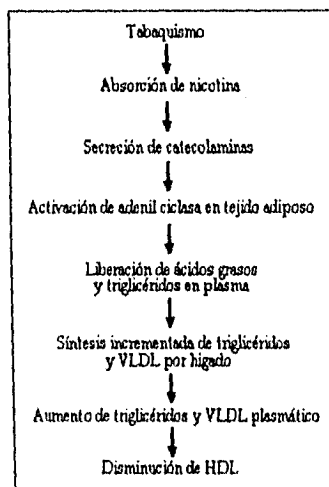 Tabaquismo
Absorción de nicotina
Secreción de catecolaminas
Activación de adenil ciclasa en tejido adiposo
Liberación de ácidos grasos
y triglicéridos en plasma
Síntesis incrementada de triglicéridos
y VLDL por hígado
Aumento de triglicéridos y VLDL plasmático
Disminución de HDL